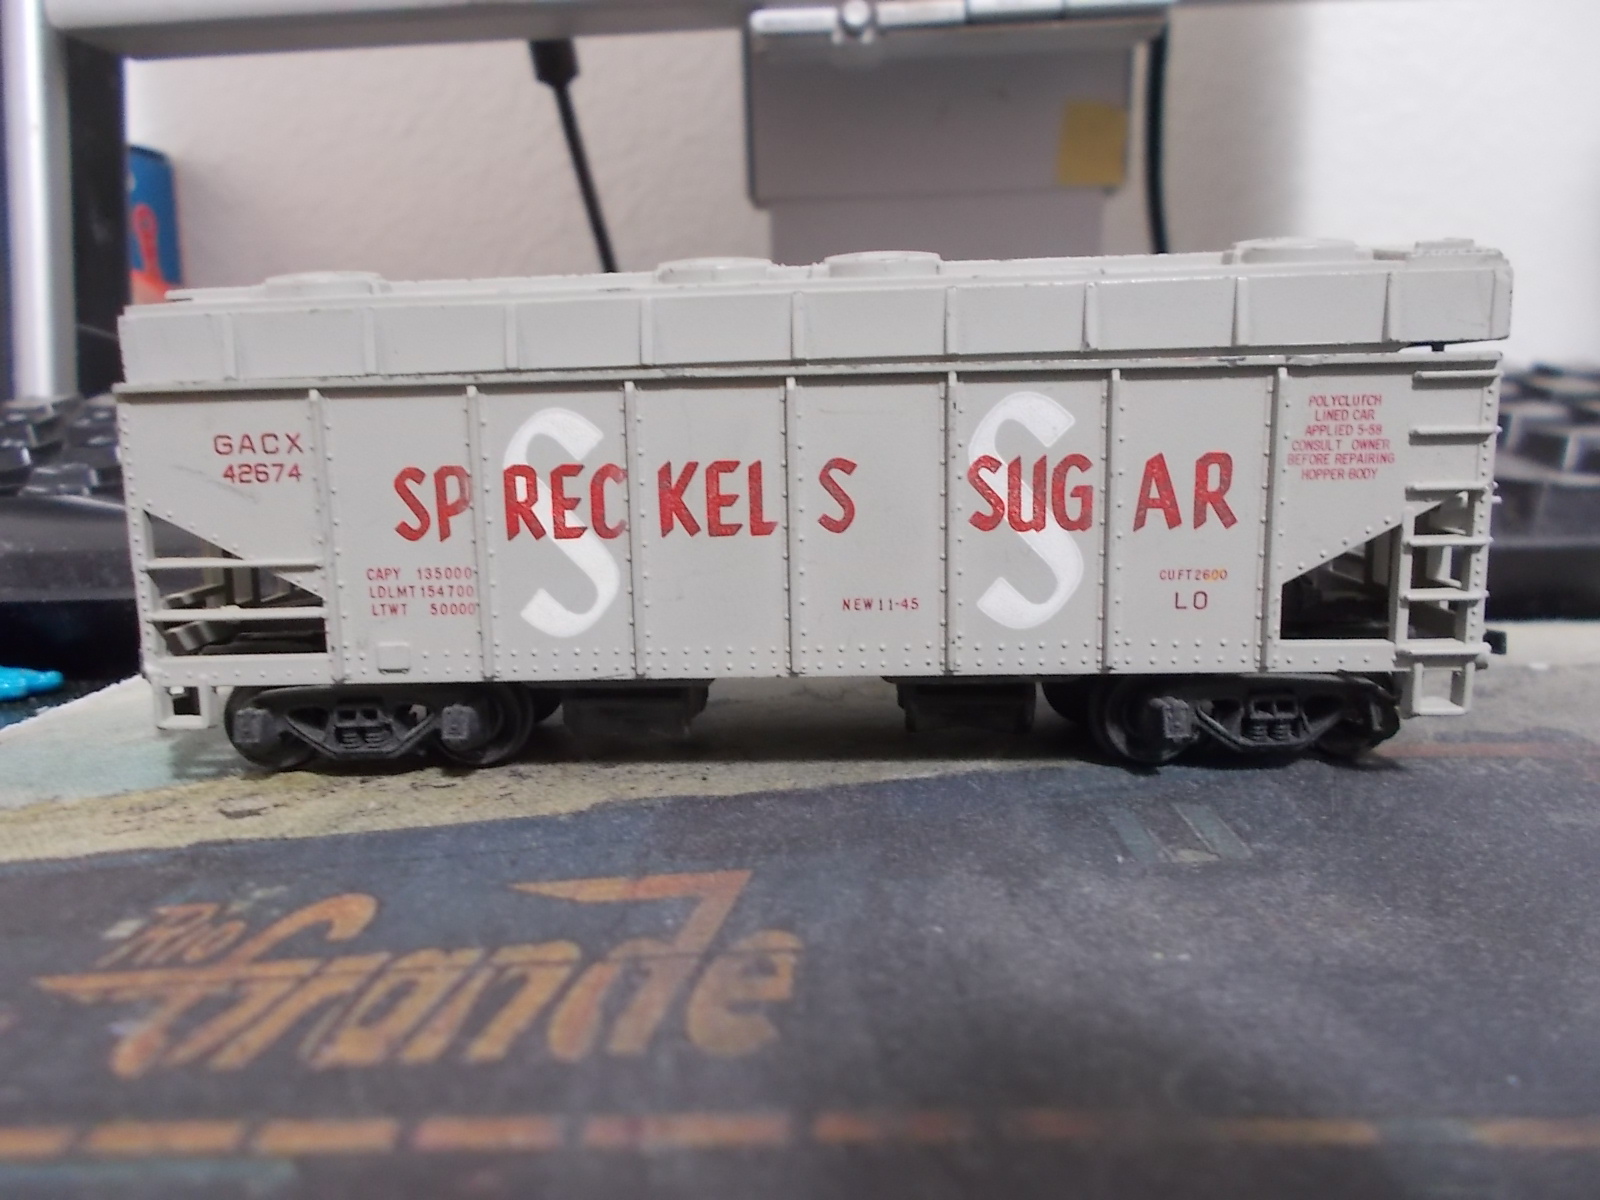 GACX
42674
SPRECKELS SUGAR
S S
CAPY 135000
LDLMT 154700
LTWT 50000
NEW 11-45
CUFT 2600
LO
POLYCLUTCH
LINED CAR
APPLIED 5-58
CONSULT OWNER
BEFORE REPAIRING
HOPPER BODY
Rio
Grande